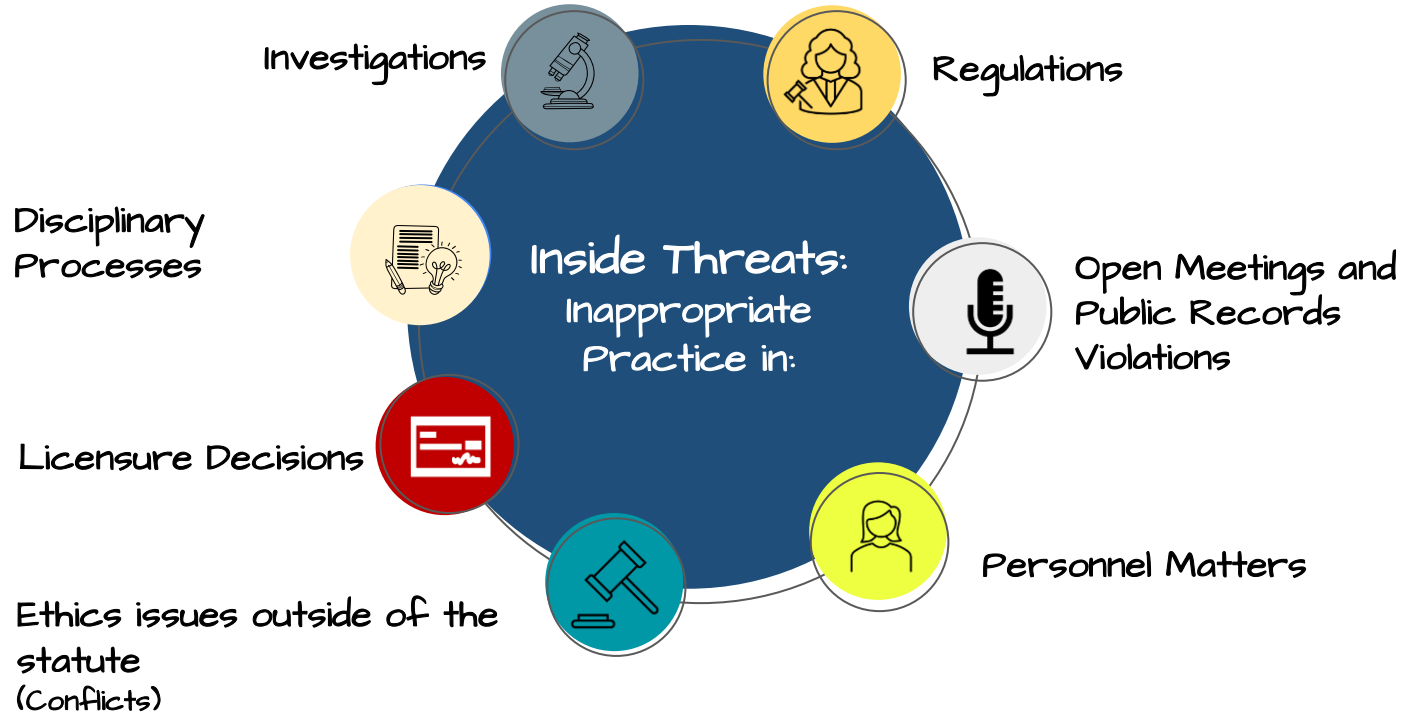 Inside Threats:
Inappropriate
Practice in:
Investigations
Regulations
Disciplinary
Processes
Open Meetings and
Public Records
Violations
Licensure Decisions
Personnel Matters
Ethics issues outside of the
statute
(Conflicts)